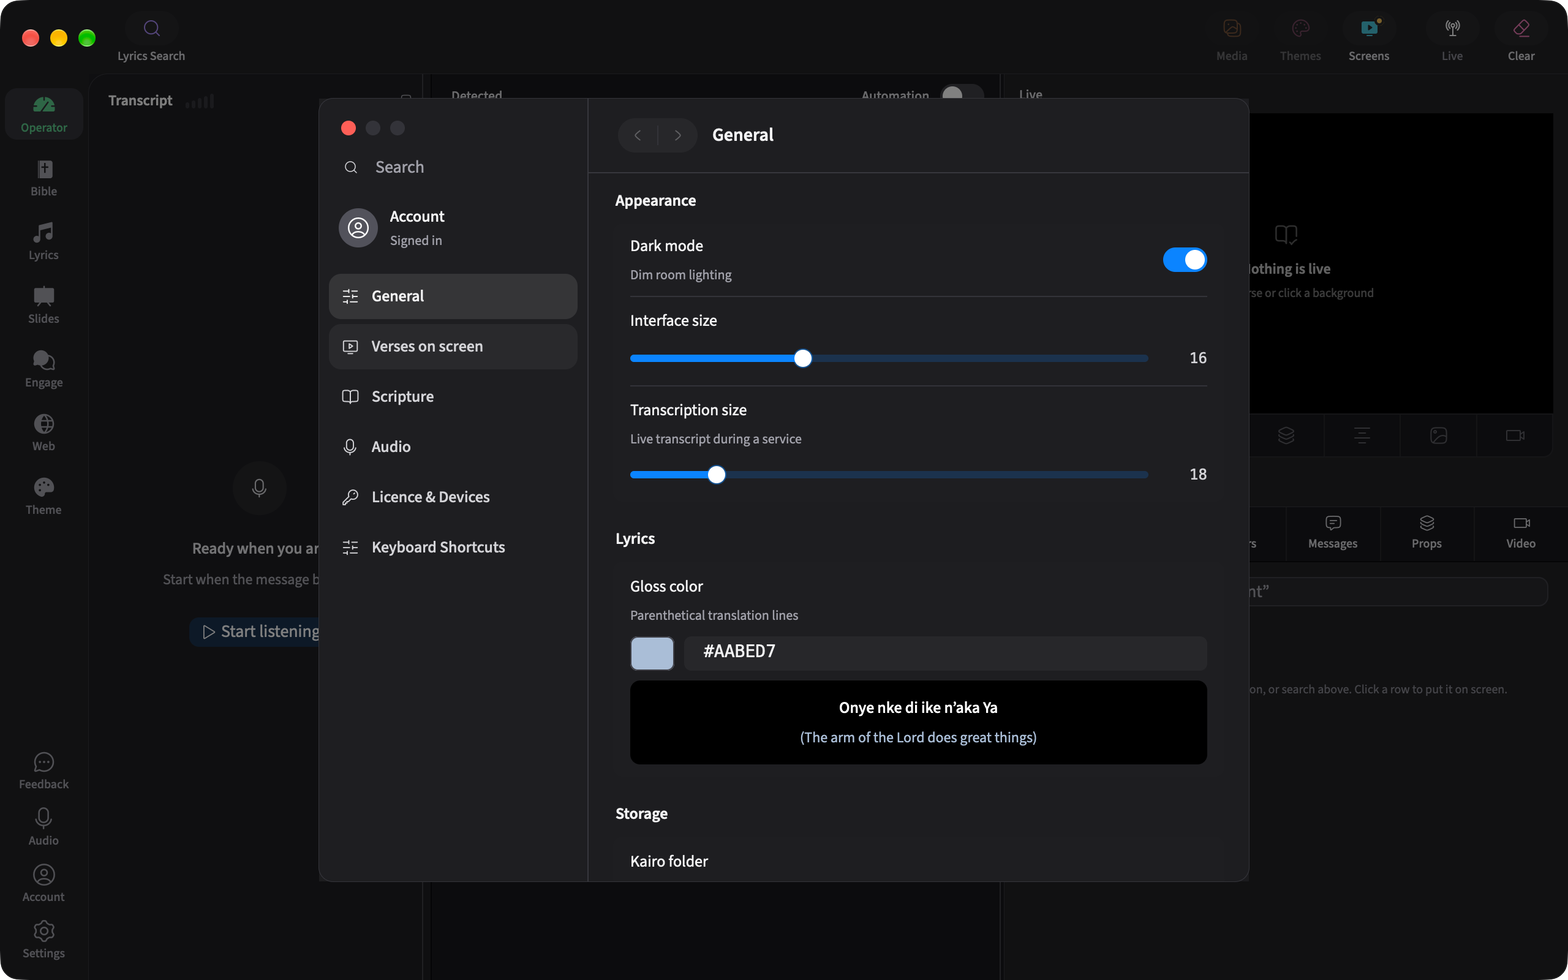 Lyrics Search
Media
Themes
Screens
Live
Clear
Operator
Bible
Lyrics
Slides
Engage
Web
Theme
Feedback
Audio
Account
Settings
Transcript
Ready when you
Start when the message
Start listening
Detected
Automation
Live
Search
Account
Signed in
General
Verses on screen
Scripture
Audio
Licence & Devices
Keyboard Shortcuts
General
Appearance
Dark mode
Dim room lighting
Interface size
16
Transcription size
Live transcript during a service
18
Lyrics
Gloss color
Parenthetical translation lines
#AABED7
Onye nke di ike n’aka Ya
(The arm of the Lord does great things)
Storage
Kairo folder
is live
or click a background
Messages
Props
Video
or search above. Click a row to put it on screen.